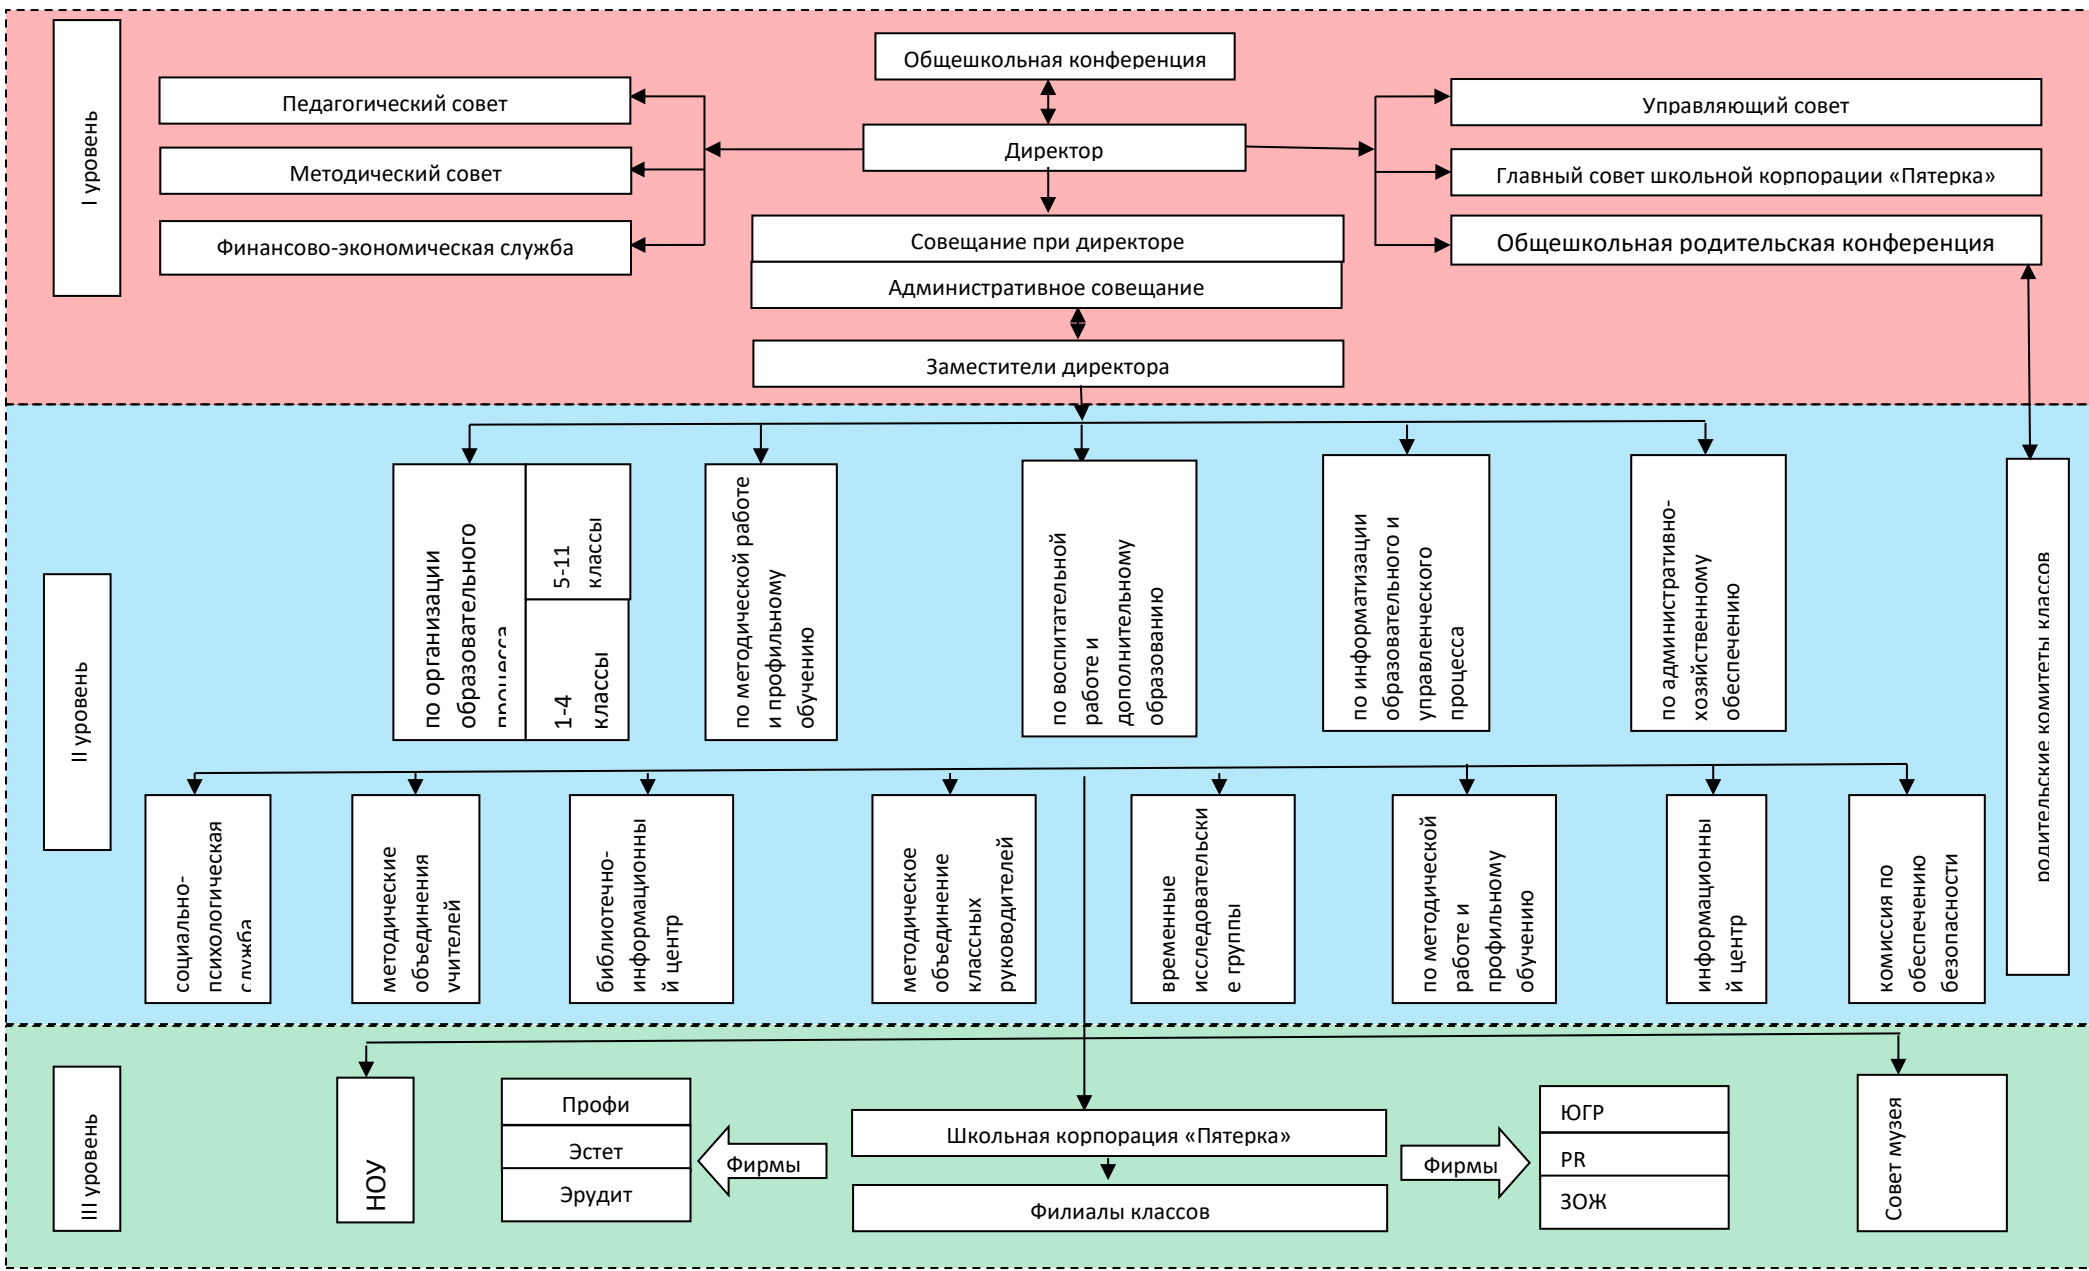 I уровень
Общешкольная конференция
Педагогический совет
Управляющий совет
Директор
Методический совет
Главный совет школьной корпорации «Пятерка»
Финансово-экономическая служба
Совещание при директоре
Общешкольная родительская конференция
Административное совещание
Заместители директора
II уровень
по организации
образовательного
процесса
5-11
классы
1-4
классы
по методической работе
и профильному
обучению
по воспитательной
работе и
дополнительному
образованию
по информатизации
образовательного и
управленческого
процесса
по административно-
хозяйственному
обеспечению
родительские комитеты классов
социально-
психологическая
служба
методические
объединения
учителей
библиотечно-
информационны
й центр
методическое
объединение
классных
руководителей
временные
исследовательски
е группы
по методической
работе и
профильному
обучению
информационны
й центр
комиссия по
обеспечению
безопасности
III уровень
НОУ
Профи
Эстет
Эрудит
Фирмы
Школьная корпорация «Пятерка»
Филиалы классов
Фирмы
ЮГР
PR
ЗОЖ
Совет музея